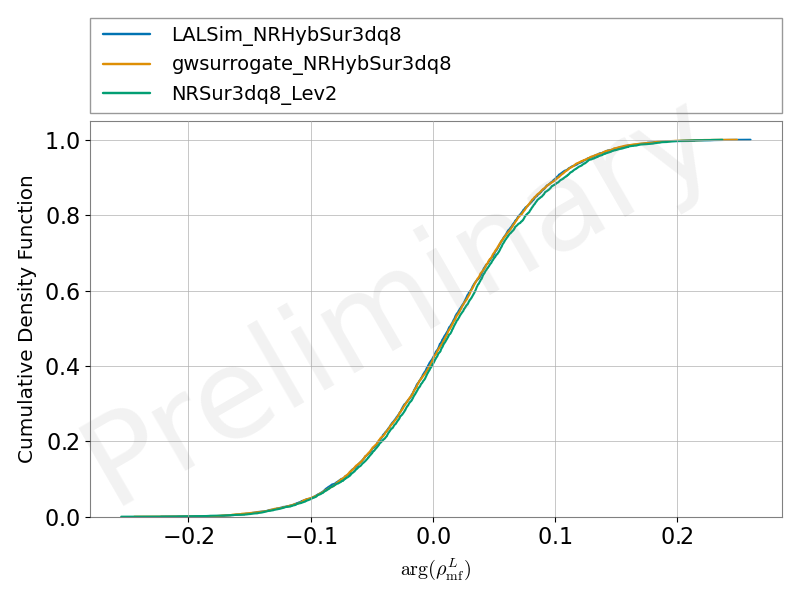 LALSim_NRHybSur3dq8
gwsurrogate_NRHybSur3dq8
NRSur3dq8_Lev2
Preliminary
Cumulative Density Function
1.0
0.8
0.6
0.4
0.2
0.0
−0.2 −0.1 0.0 0.1 0.2
arg(ρ_mf^L)